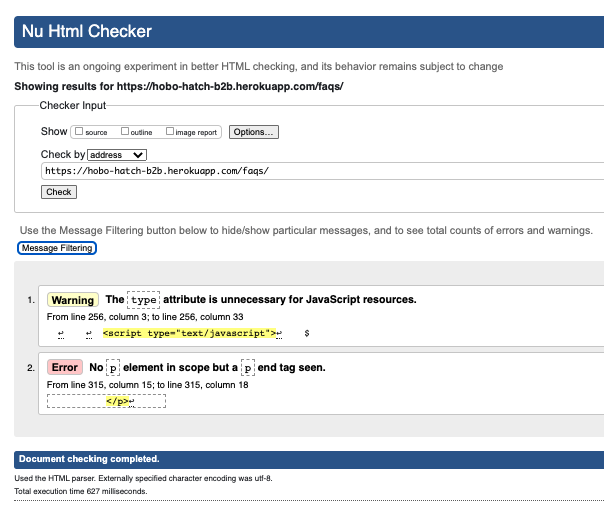 Nu Html Checker
This tool is an ongoing experiment in better HTML checking, and its behavior remains subject to change
Showing results for https://hobo-hatch-b2b.herokuapp.com/faqs/
Checker Input
Show source outline image report Options...
Check by address
https://hobo-hatch-b2b.herokuapp.com/faqs/
Check
Use the Message Filtering button below to hide/show particular messages, and to see total counts of errors and warnings.
Message Filtering
1. Warning The type attribute is unnecessary for JavaScript resources.
From line 256, column 3; to line 256, column 33
↩ ↩ <script type="text/javascript">↩ $
2. Error No p element in scope but a p end tag seen.
From line 315, column 15; to line 315, column 18
</p>↩
Document checking completed.
Used the HTML parser. Externally specified character encoding was utf-8.
Total execution time 627 milliseconds.